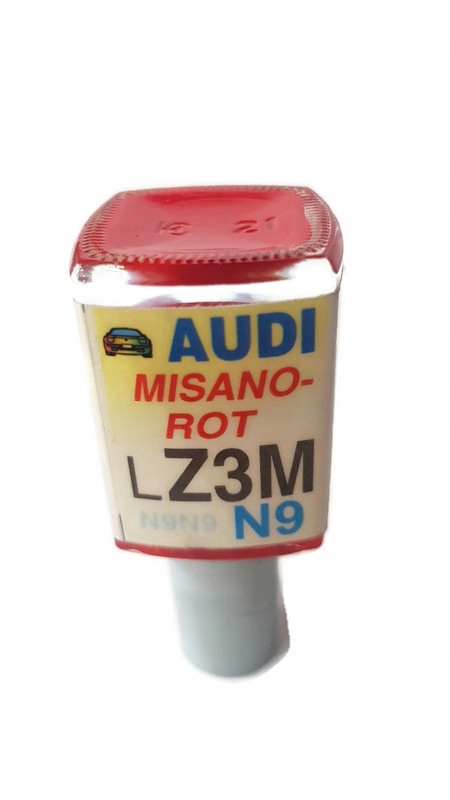 AUDI
MISANO-
ROT
LZ3M
N9N9 N9